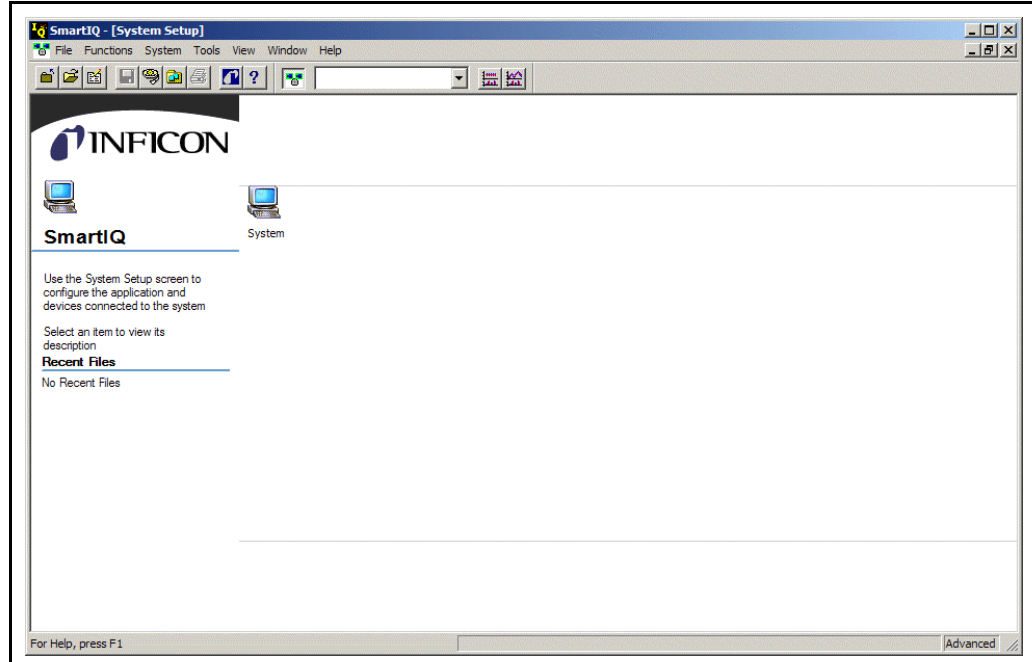 SmartIQ - [System Setup]
File Functions System Tools View Window Help
INFICON
SmartIQ
Use the System Setup screen to
configure the application and
devices connected to the system
Select an item to view its
description
Recent Files
No Recent Files
System
For Help, press F1
Advanced